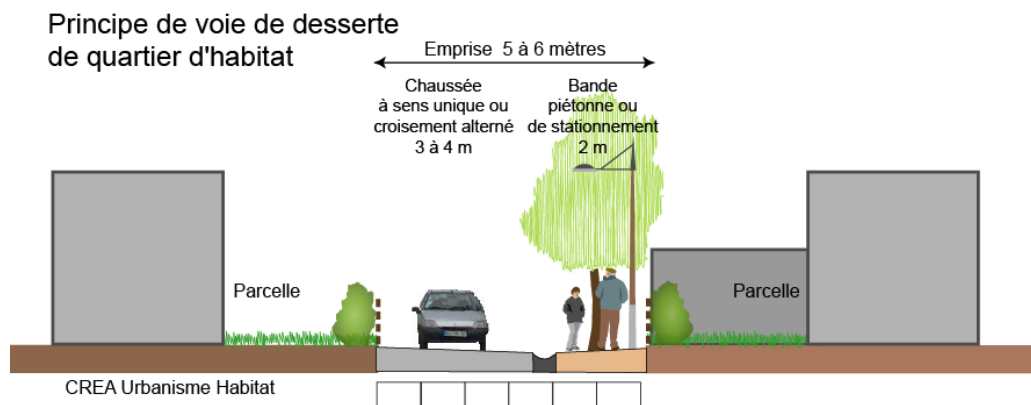 Principe de voie de desserte
de quartier d'habitat
Emprise 5 à 6 mètres
Chaussée
à sens unique ou
croisement alterné
3 à 4 m
Bande
piétonne ou
de stationnement
2 m
Parcelle
Parcelle
CREA Urbanisme Habitat